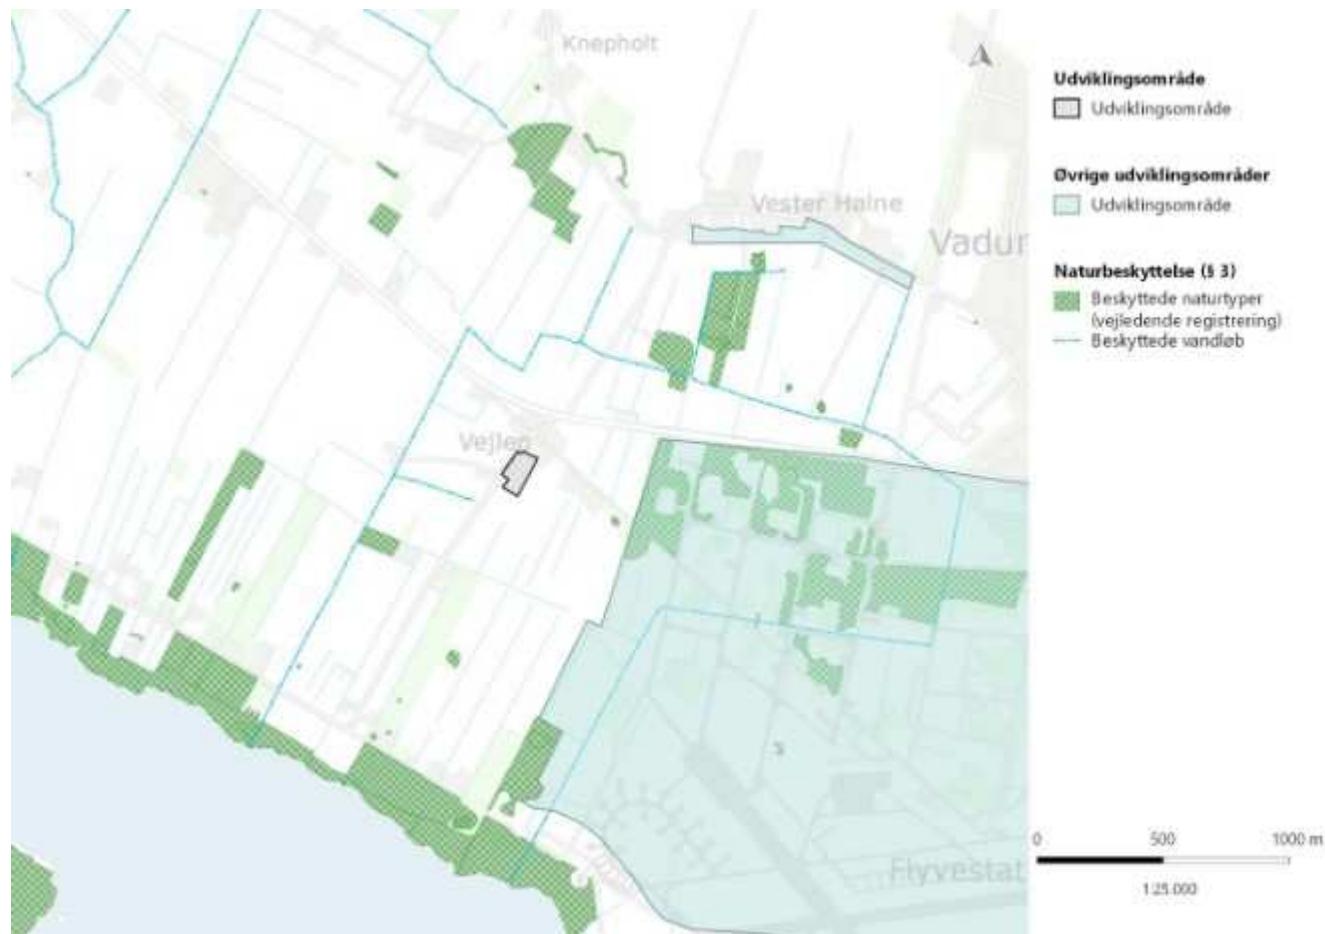 Knepholt
Vester Halne
Vadun
Vejlen
Flyvestat
Udviklingsområde
Udviklingsområde
Øvrige udviklingsområder
Udviklingsområde
Naturbeskyttelse (§ 3)
Beskyttede naturtyper
(vejledende registrering)
Beskyttede vandløb
0 500 1000 m
1:25.000